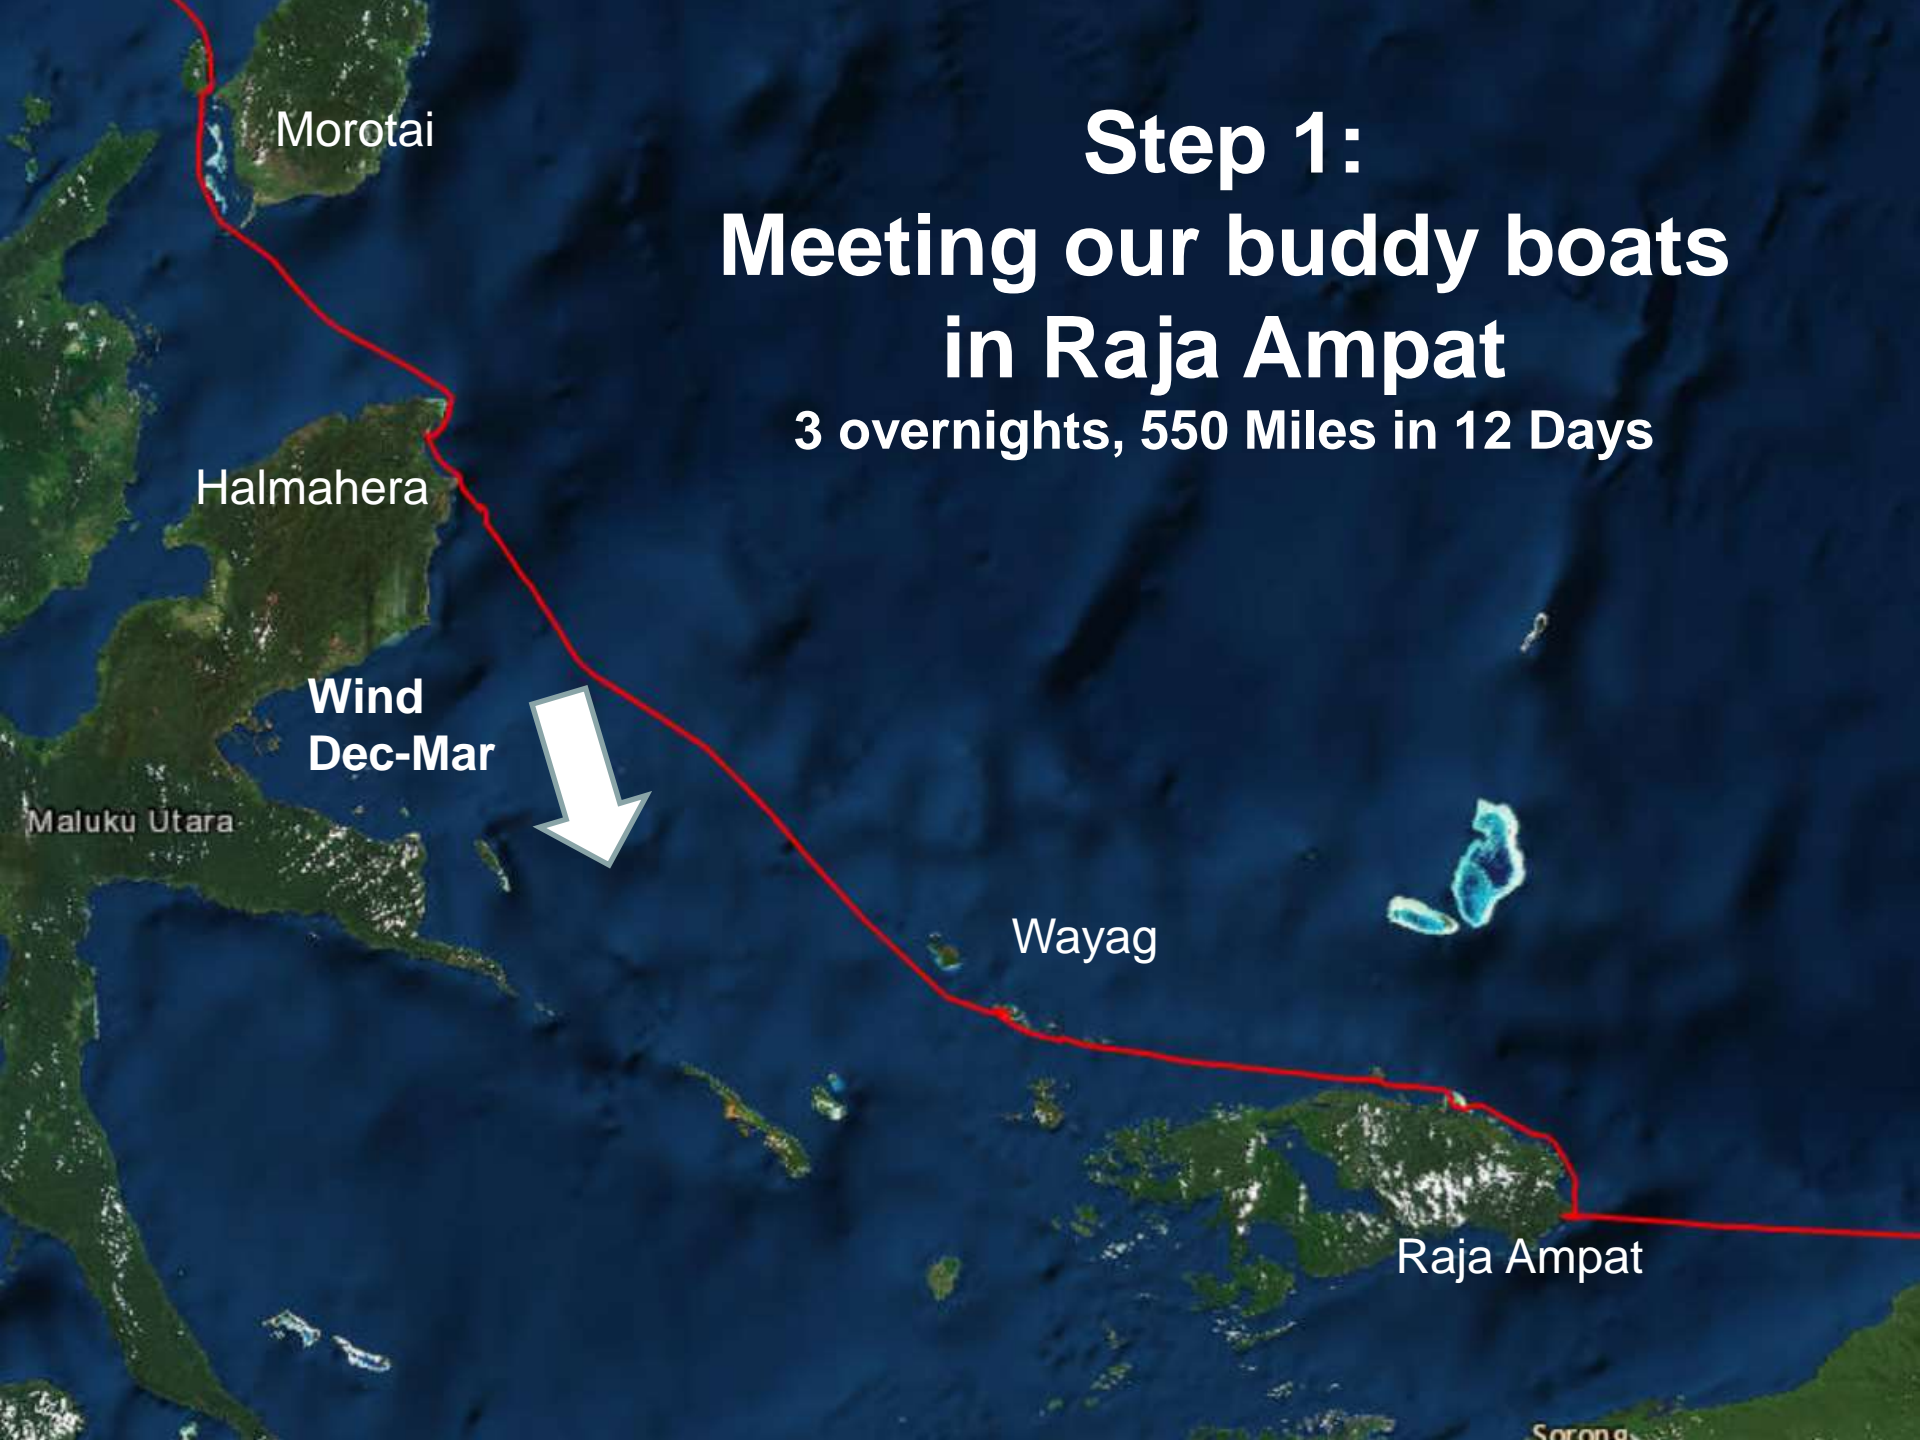 Morotai
Step 1:
Meeting our buddy boats
in Raja Ampat
3 overnights, 550 Miles in 12 Days
Halmahera
Wind
Dec-Mar
Maluku Utara
Wayag
Raja Ampat
Sorong